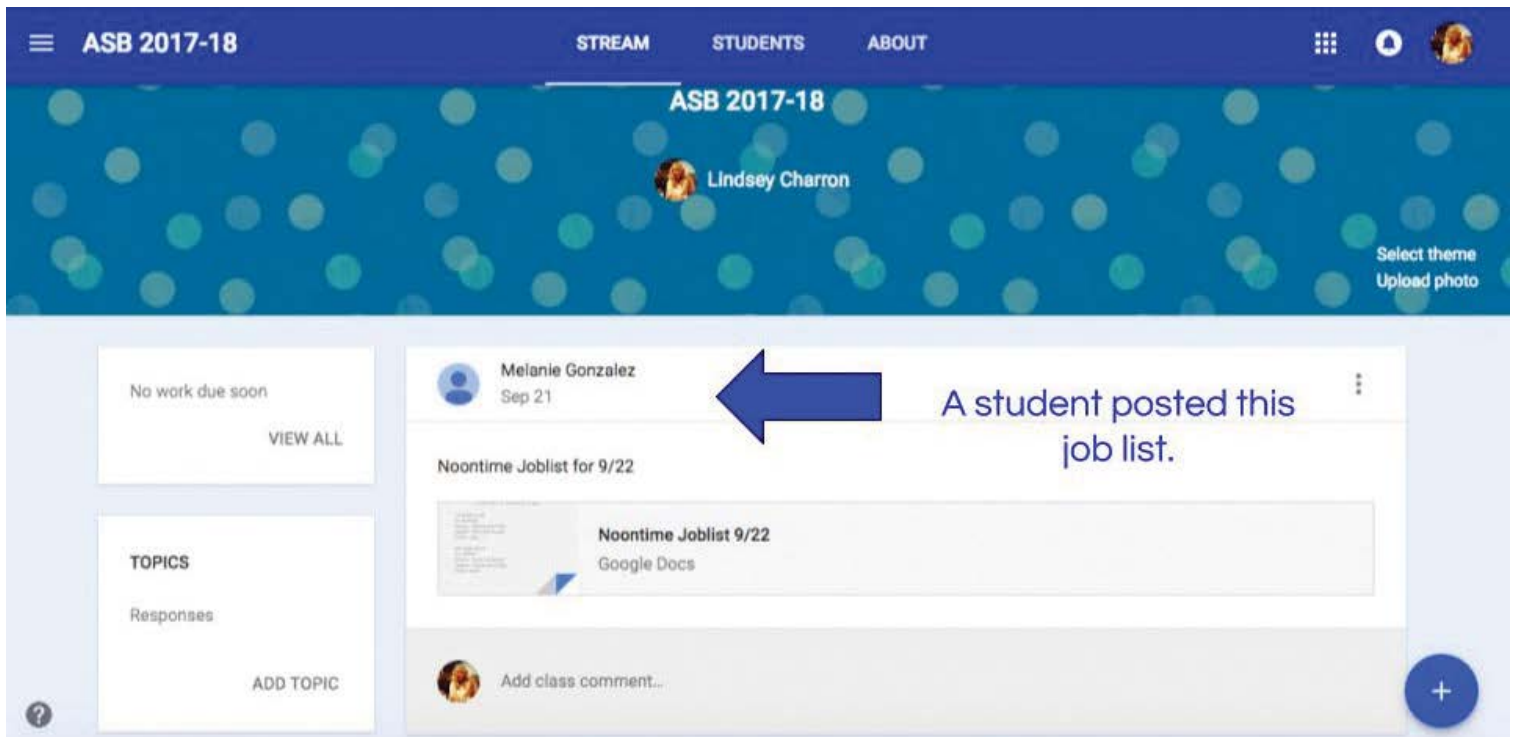 ASB 2017-18
STREAM STUDENTS ABOUT
ASB 2017-18
Lindsey Charron
Select theme
Upload photo
No work due soon
VIEW ALL
TOPICS
Responses
ADD TOPIC
Melanie Gonzalez
Sep 21
A student posted this
job list.
Noontime Joblist for 9/22
Noontime Joblist 9/22
Google Docs
Add class comment...